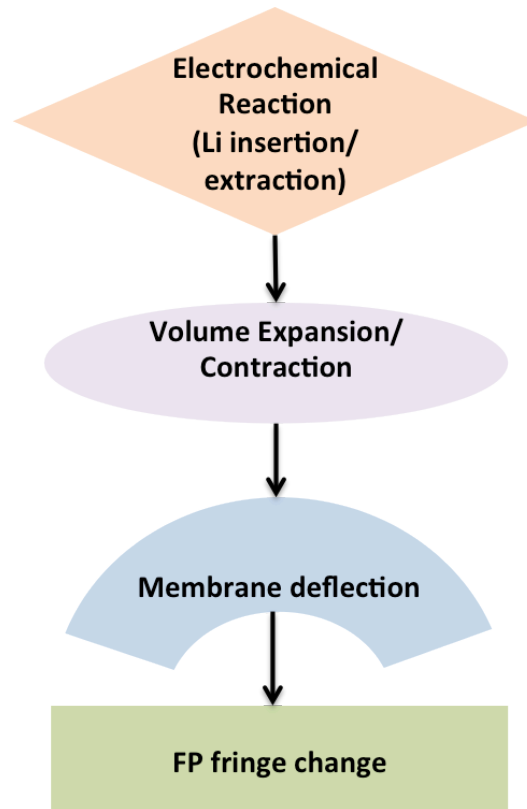 Electrochemical
Reaction
(Li insertion/
extraction)
Volume Expansion/
Contraction
Membrane deflection
FP fringe change